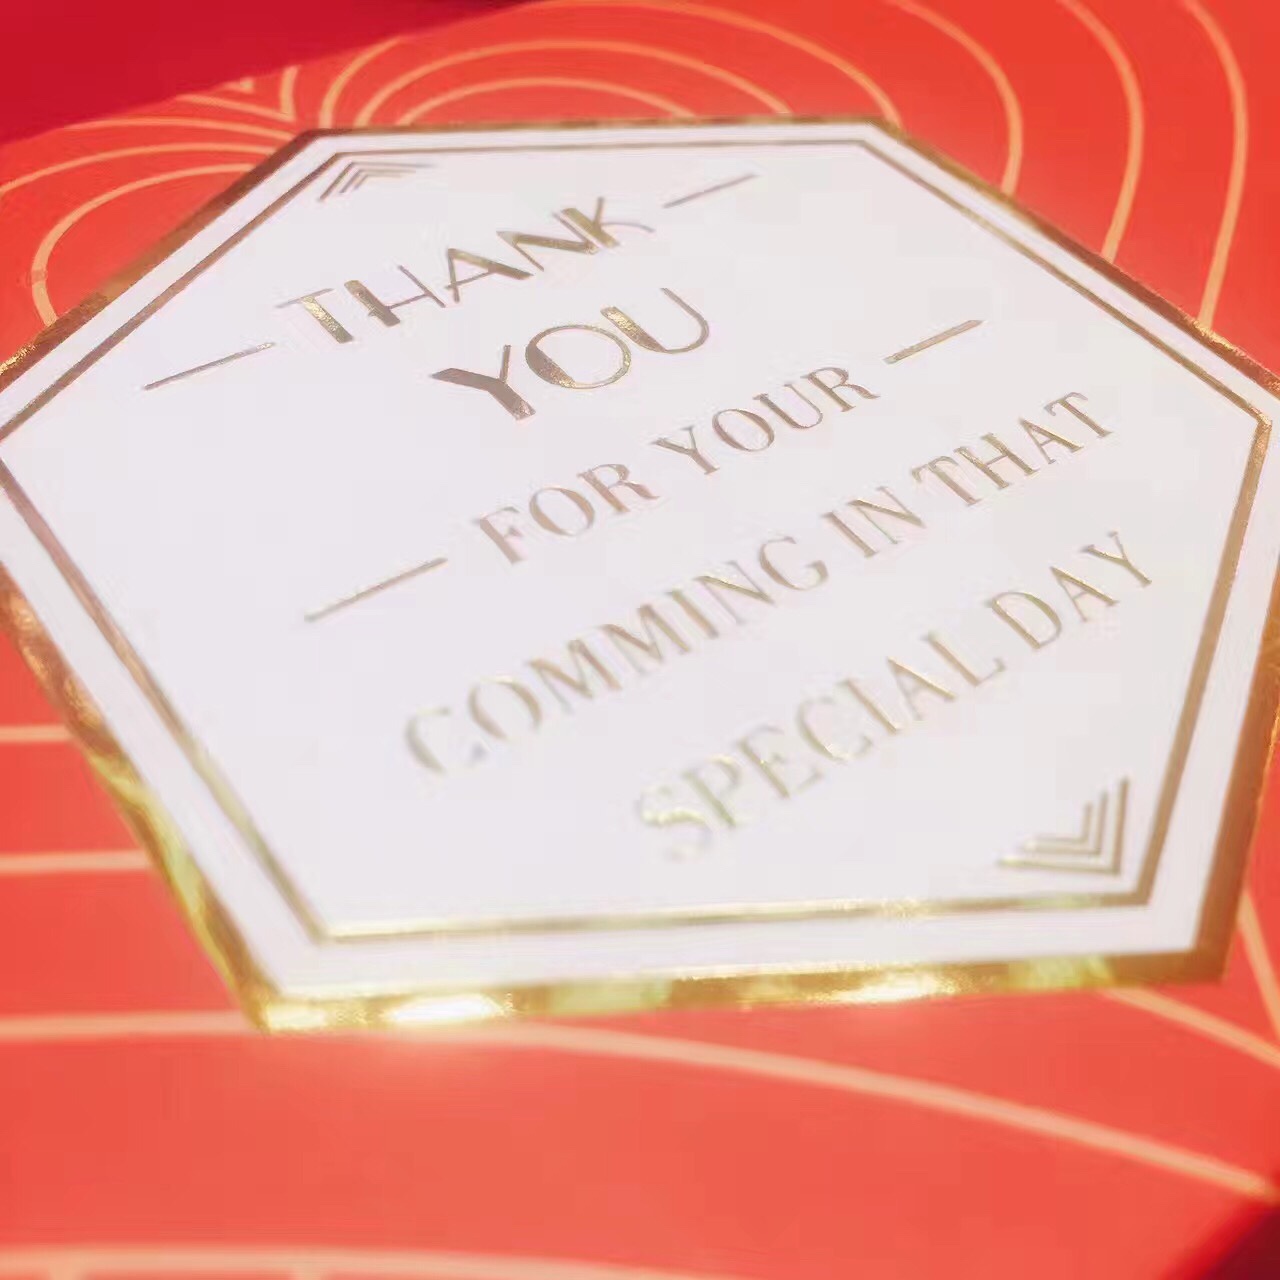 THANK
YOU
FOR YOUR
COMMING IN THAT
SPECIAL DAY